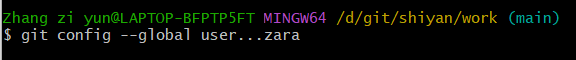 Zhang zi yun@LAPTOP-BFPTP5FT MINGW64 /d/git/shiyan/work (main)
$ git config --global user...zara